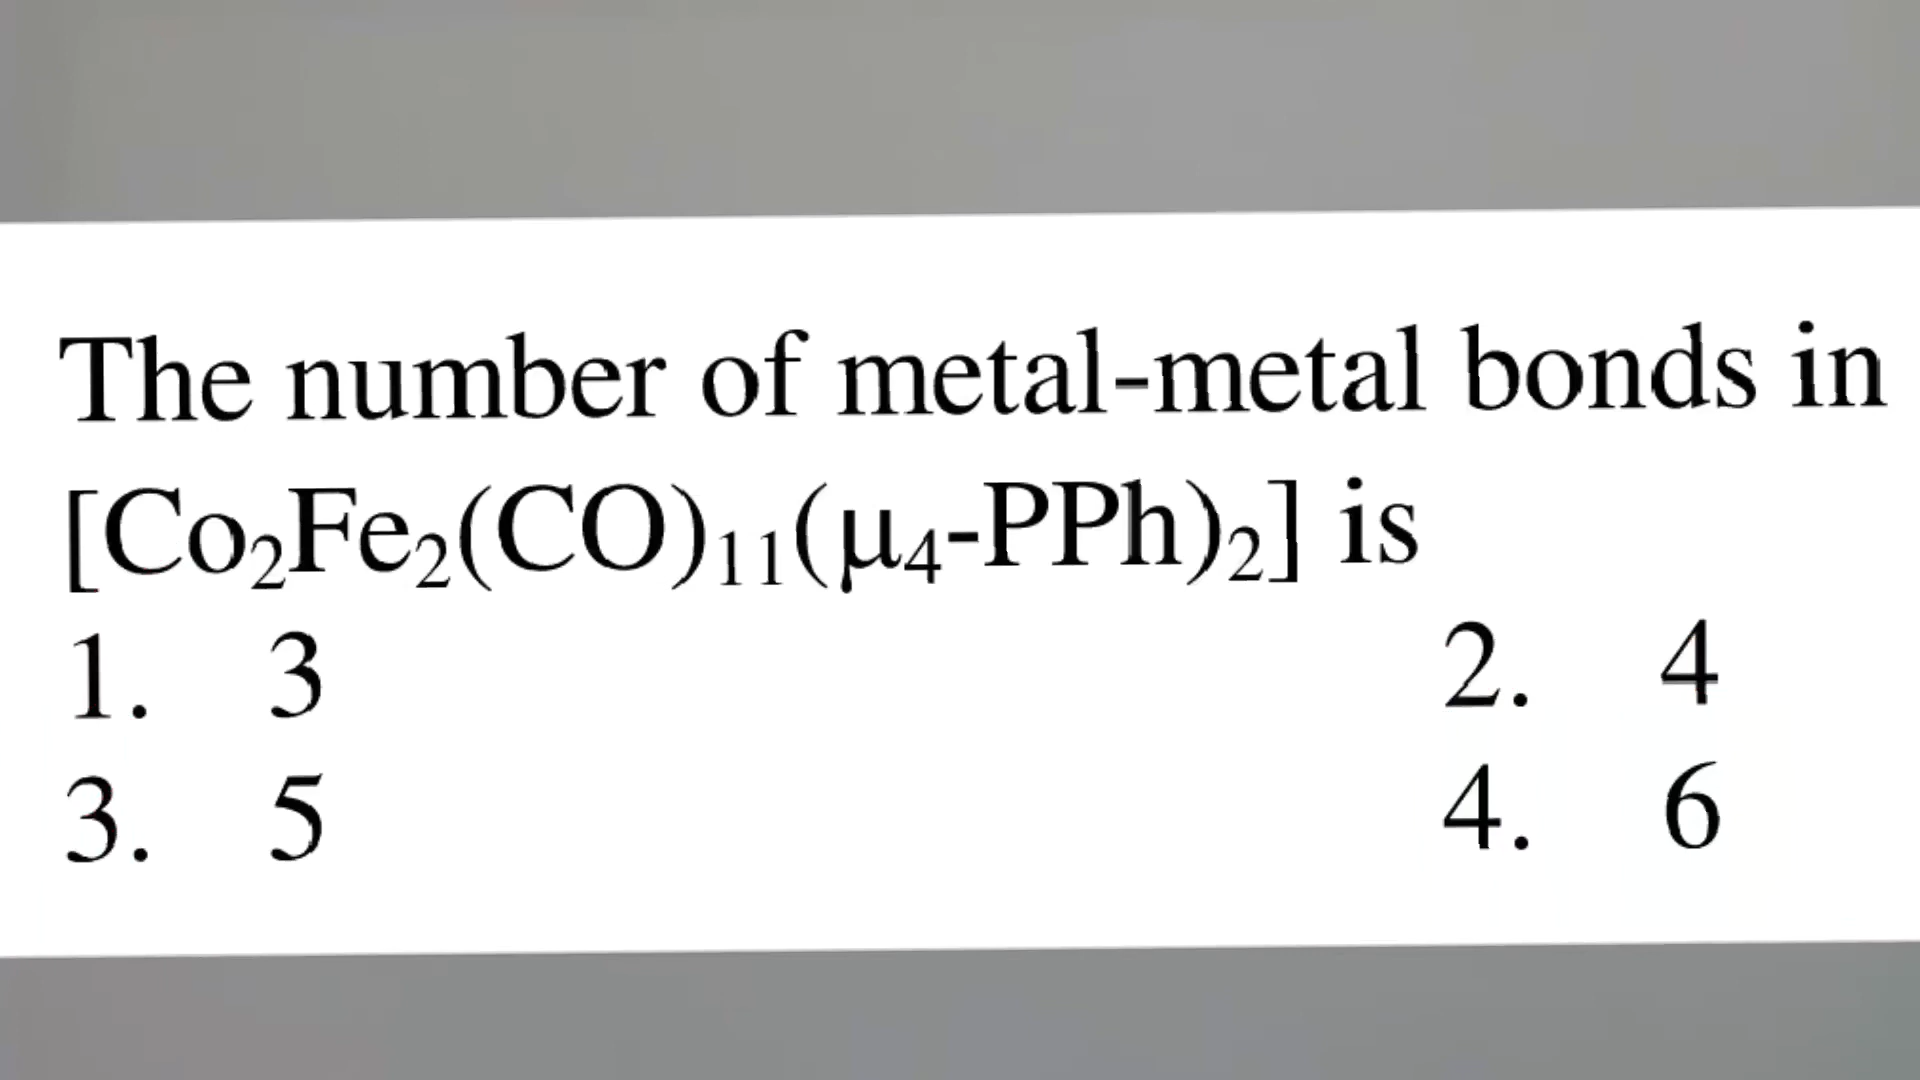 The number of metal-metal bonds in
[Co₂Fe₂(CO)₁₁(μ₄-PPh)₂] is
1. 3 2. 4
3. 5 4. 6